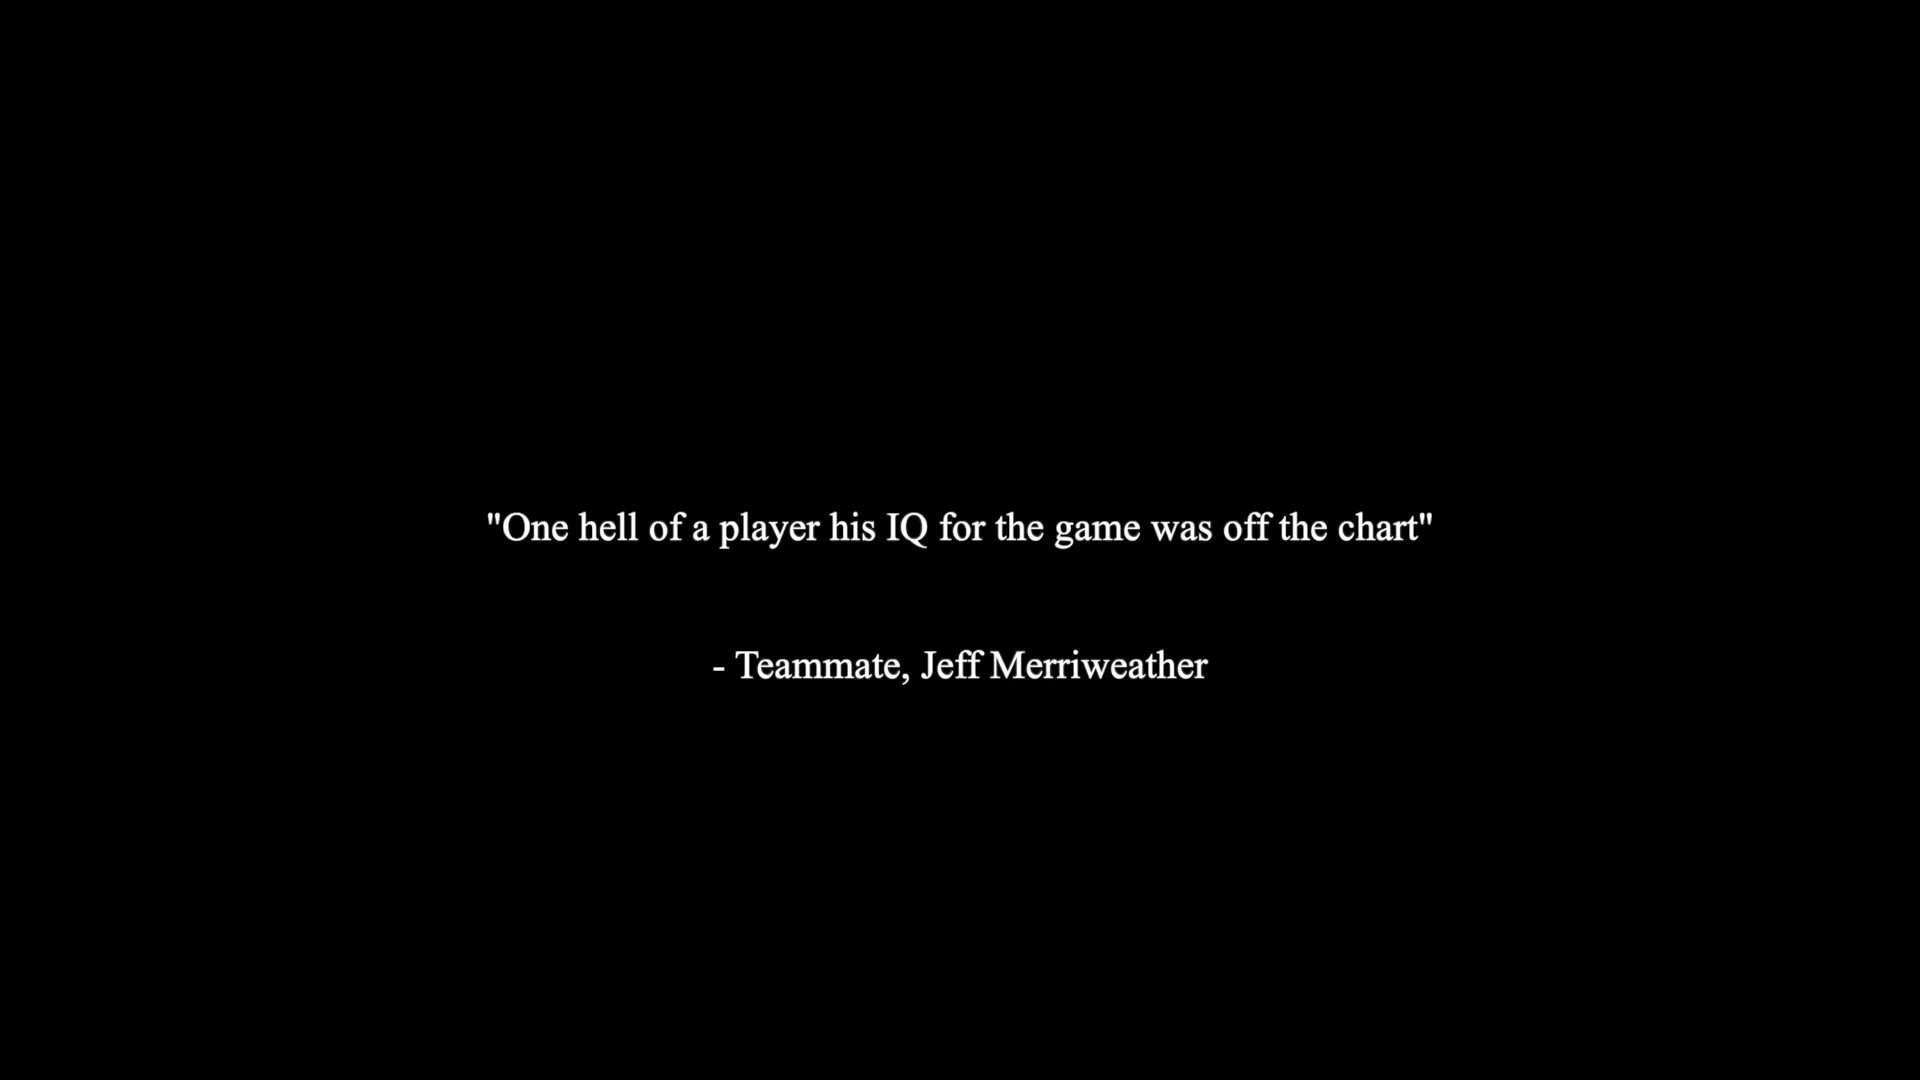 "One hell of a player his IQ for the game was off the chart"
- Teammate, Jeff Merriweather